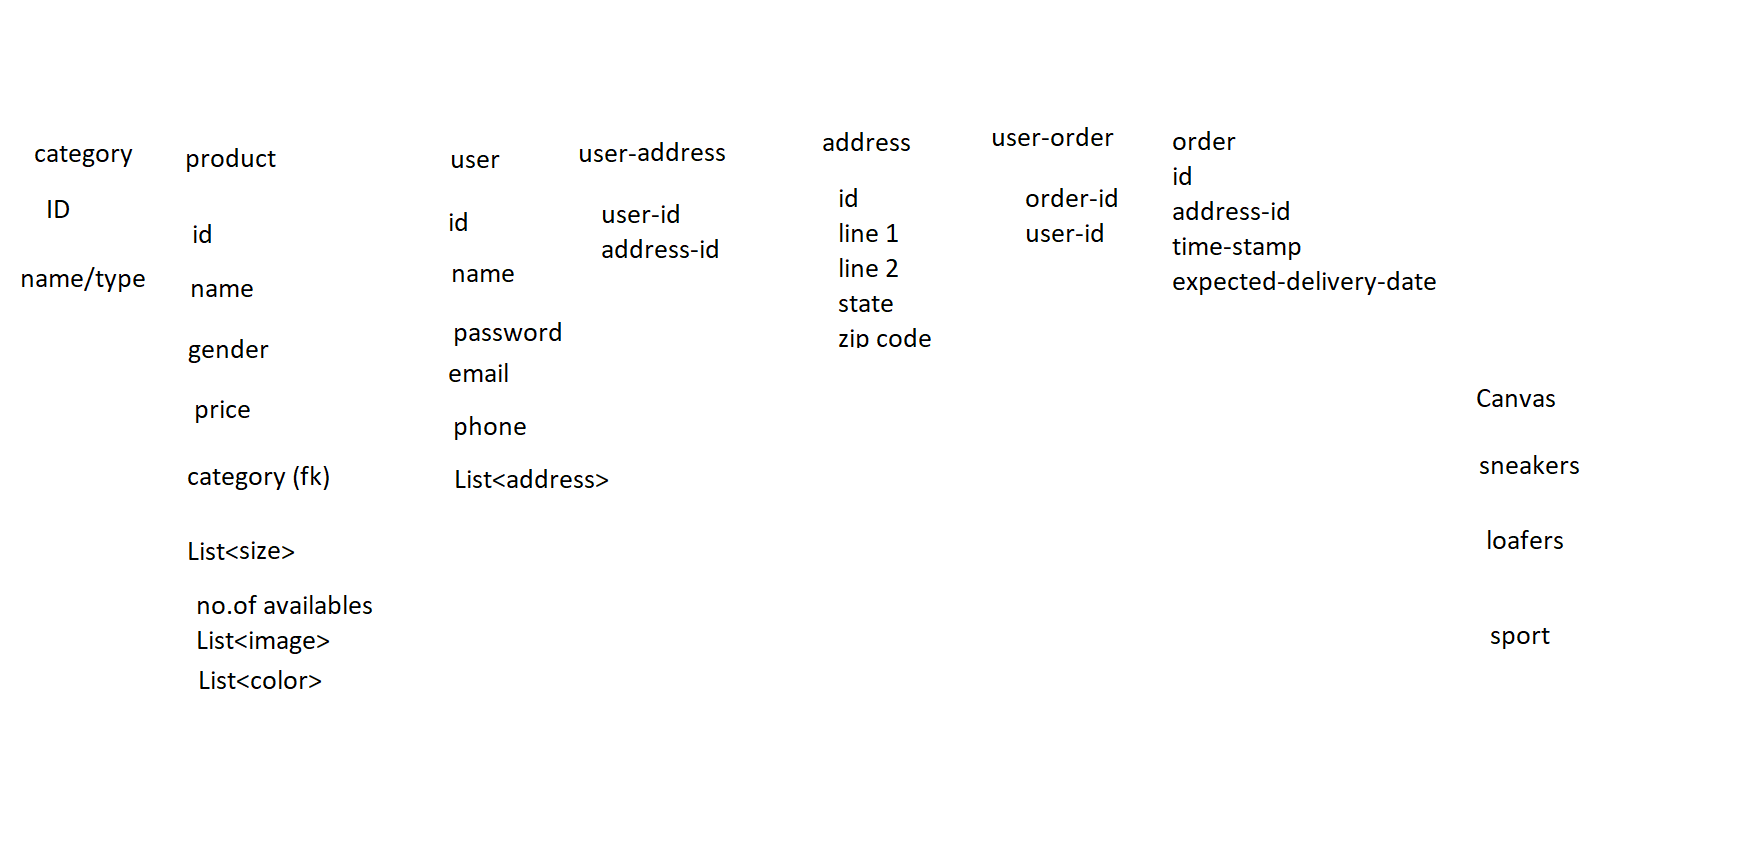 category
ID
name/type
product
id
name
gender
price
category (fk)
List<size>
no.of availables
List<image>
List<color>
user
id
name
password
email
phone
List<address>
user-address
user-id
address-id
address
id
line 1
line 2
state
zip code
user-order
order-id
user-id
order
id
address-id
time-stamp
expected-delivery-date
Canvas
sneakers
loafers
sport